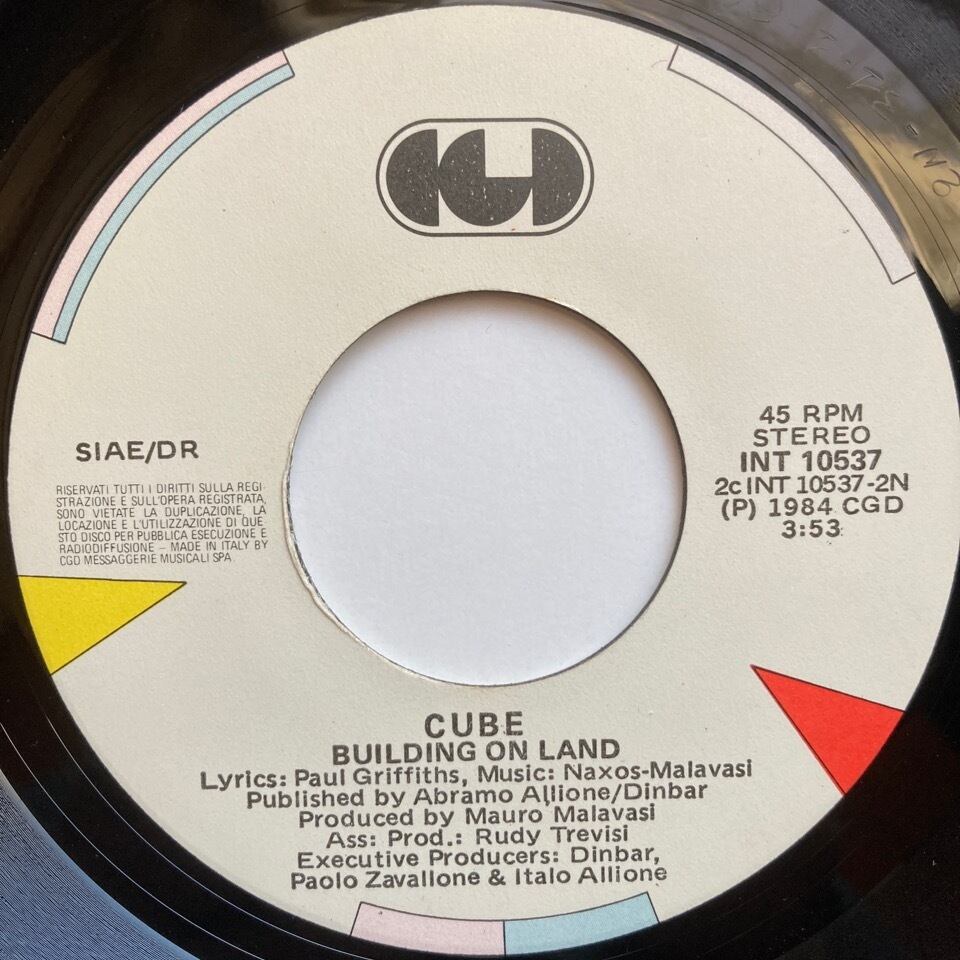 SIAE/DR
RISERVATI TUTTI I DIRITTI SULLA REGI-
STRAZIONE E SULL'OPERA REGISTRATA,
SONO VIETATE LA DUPLICAZIONE, LA
LOCAZIONE E L'UTILIZZAZIONE DI QUE
STO DISCO PER PUBBLICA ESECUZIONE E
RADIODIFFUSIONE – MADE IN ITALY BY
CGD MESSAGGERIE MUSICALI SPA.
45 RPM
STEREO
INT 10537
2c INT 10537-2N
(P) 1984 CGD
3:53
CUBE
BUILDING ON LAND
Lyrics: Paul Griffiths, Music: Naxos-Malavasi
Published by Abramo Allione/Dinbar
Produced by Mauro Malavasi
Ass: Prod.: Rudy Trevisi
Executive Producers: Dinbar,
Paolo Zavallone & Italo Allione